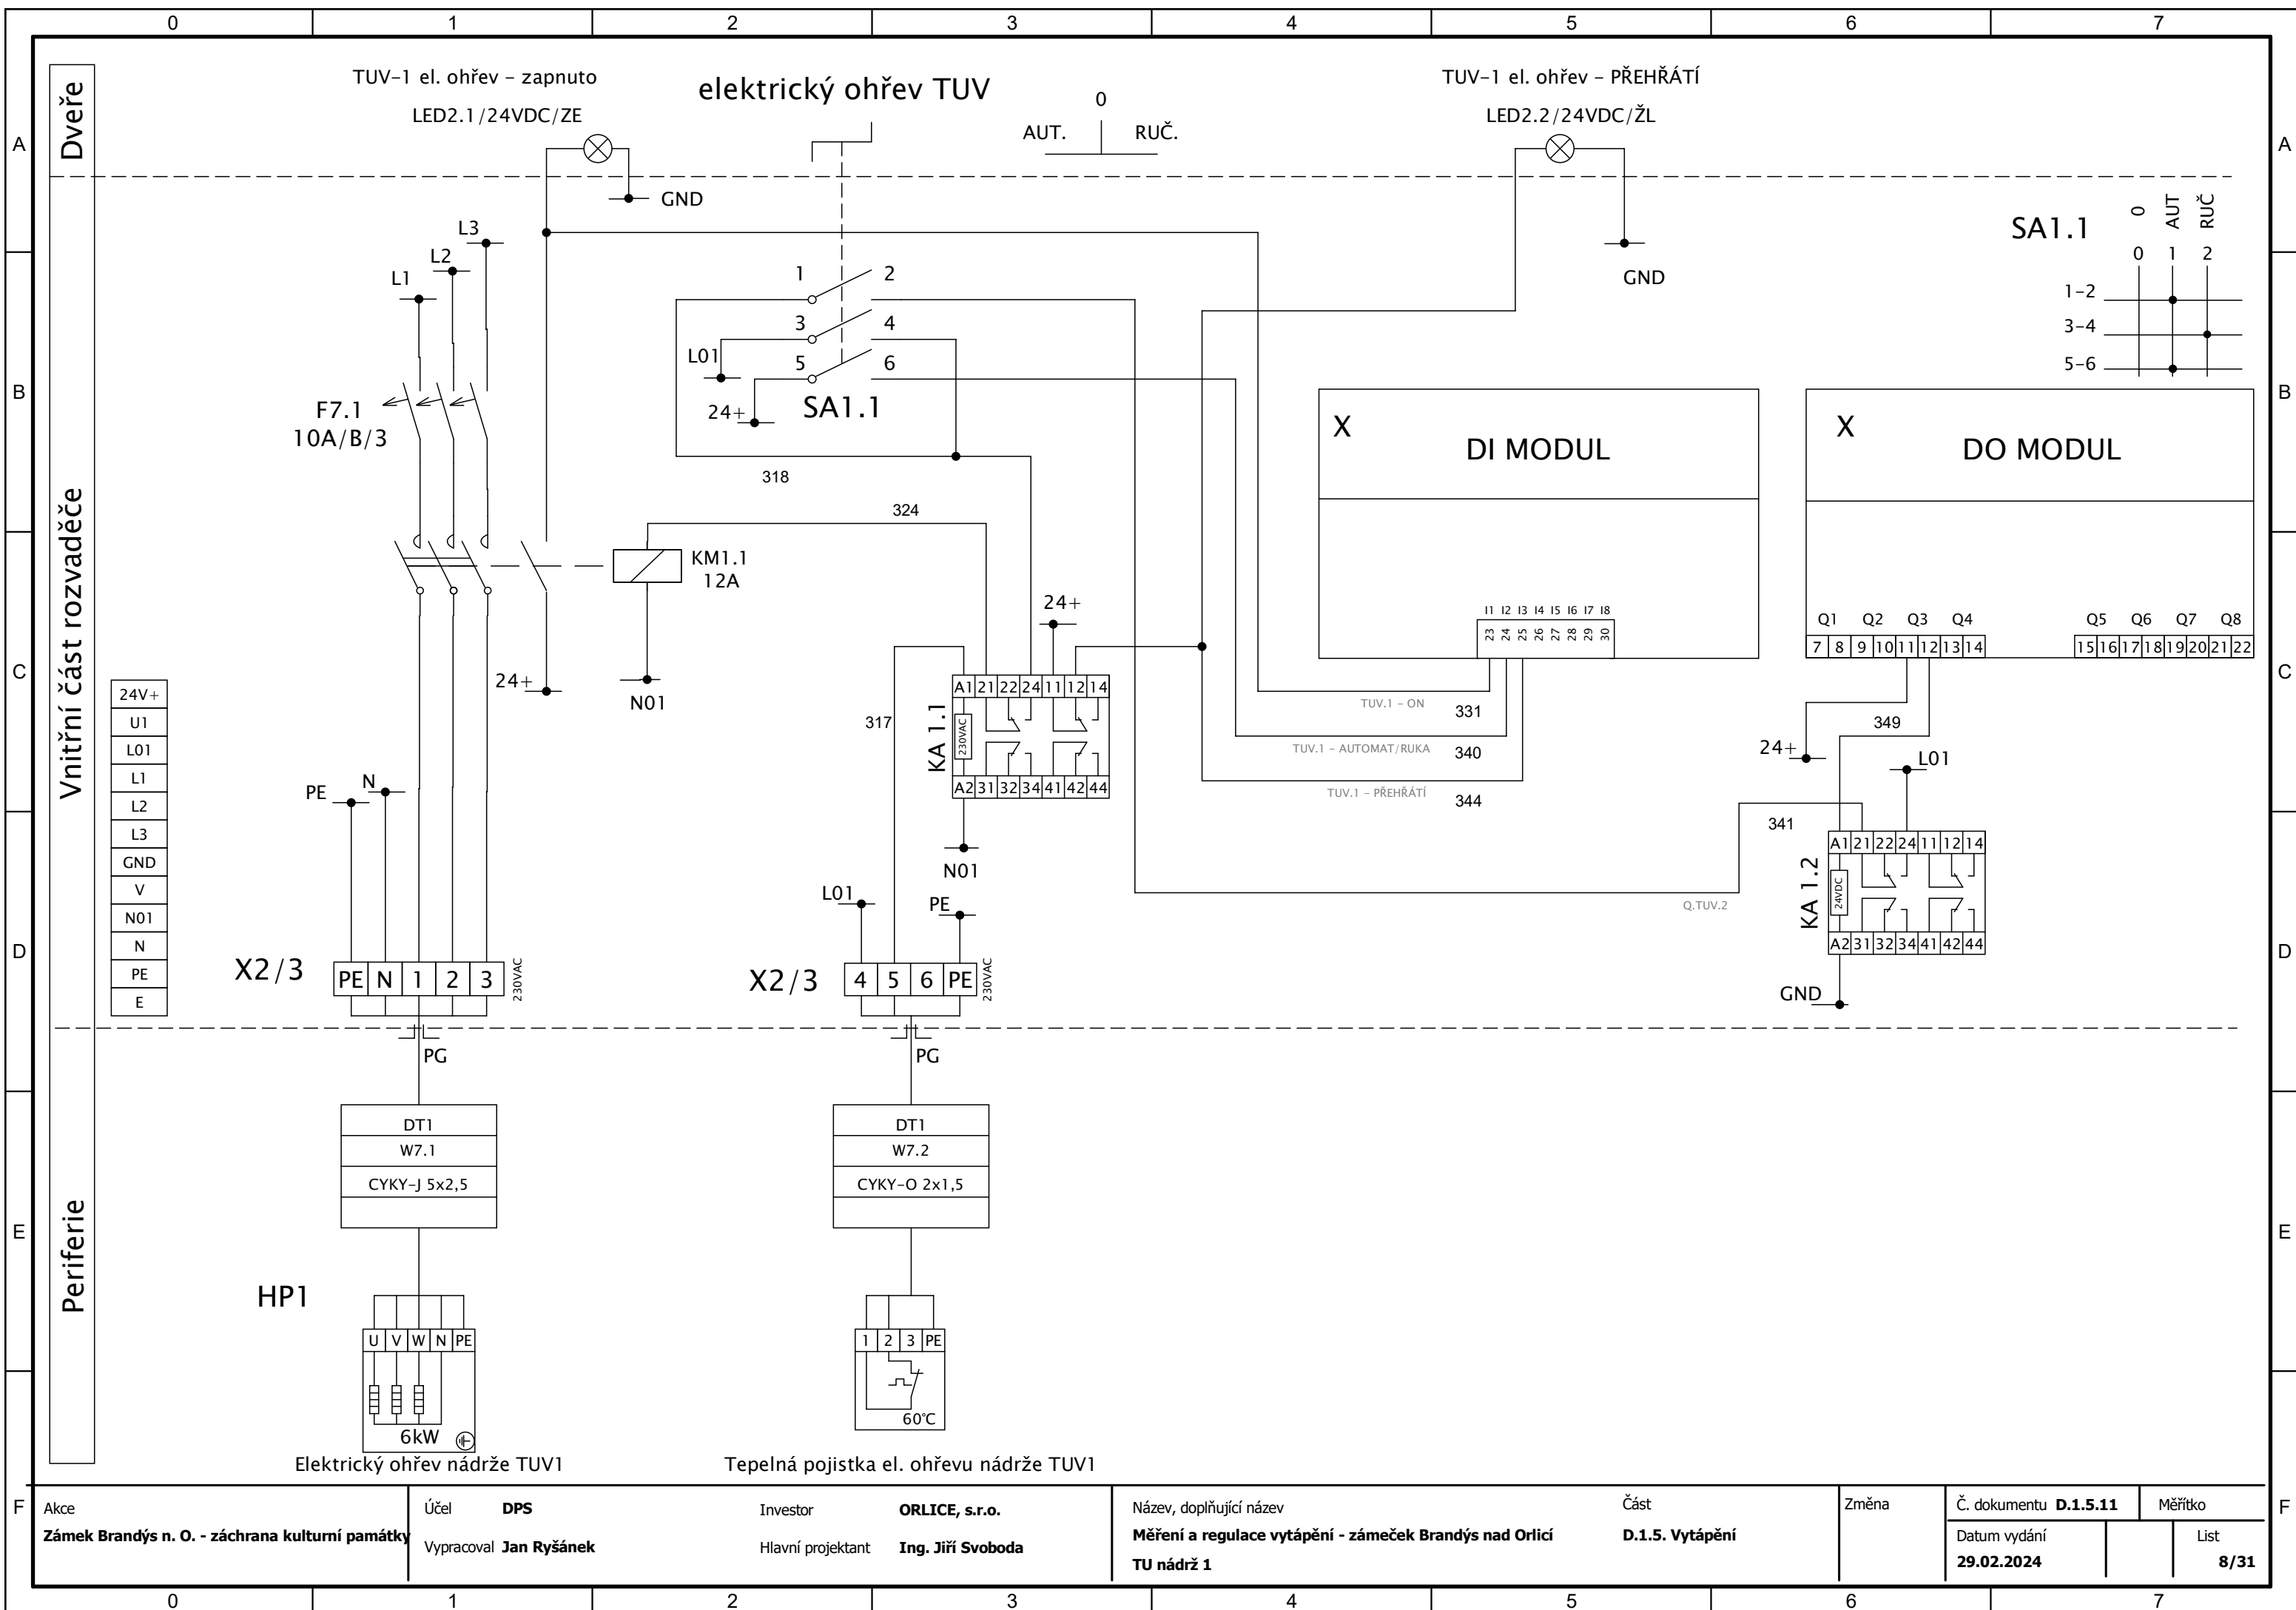 0 1 2 3 4 5 6 7
A
B
C
D
E
F
Dveře
Vnitřní část rozvaděče
Periferie
TUV-1 el. ohřev - zapnuto
LED2.1/24VDC/ZE
GND
elektrický ohřev TUV
0
AUT. RUČ.
TUV-1 el. ohřev - PŘEHŘÁTÍ
LED2.2/24VDC/ŽL
GND
SA1.1
0 AUT RUČ
0 1 2
1-2
3-4
5-6
L1
L2
L3
F7.1
10A/B/3
1 2
3 4
5 6
L01
24+
SA1.1
318
324
KM1.1
12A
N01
24+
X
DI MODUL
I1 I2 I3 I4 I5 I6 I7 I8
23 24 25 26 27 28 29 30
X
DO MODUL
Q1 Q2 Q3 Q4 Q5 Q6 Q7 Q8
7 8 9 10 11 12 13 14 15 16 17 18 19 20 21 22
24V+
U1
L01
L1
L2
L3
GND
V
N01
N
PE
E
PE
N
24+
317
KA 1.1
A1 21 22 24 11 12 14
230VAC
A2 31 32 34 41 42 44
N01
TUV.1 - ON 331
TUV.1 - AUTOMAT/RUKA 340
TUV.1 - PŘEHŘÁTÍ 344
24+
349
L01
341
KA 1.2
A1 21 22 24 11 12 14
24VDC
A2 31 32 34 41 42 44
GND
Q.TUV.2
L01
PE
X2/3
PE N 1 2 3
230VAC
X2/3
4 5 6 PE
230VAC
PG
PG
DT1
W7.1
CYKY-J 5x2,5
DT1
W7.2
CYKY-O 2x1,5
HP1
U V W N PE
6kW
1 2 3 PE
60°C
Elektrický ohřev nádrže TUV1
Tepelná pojistka el. ohřevu nádrže TUV1
Akce
Zámek Brandýs n. O. - záchrana kulturní památky
Účel DPS
Vypracoval Jan Ryšánek
Investor ORLICE, s.r.o.
Hlavní projektant Ing. Jiří Svoboda
Název, doplňující název
Měření a regulace vytápění - zámeček Brandýs nad Orlicí
TU nádrž 1
Část
D.1.5. Vytápění
Změna
Č. dokumentu D.1.5.11
Měřítko
Datum vydání
29.02.2024
List
8/31
A
B
C
D
E
F
0 1 2 3 4 5 6 7